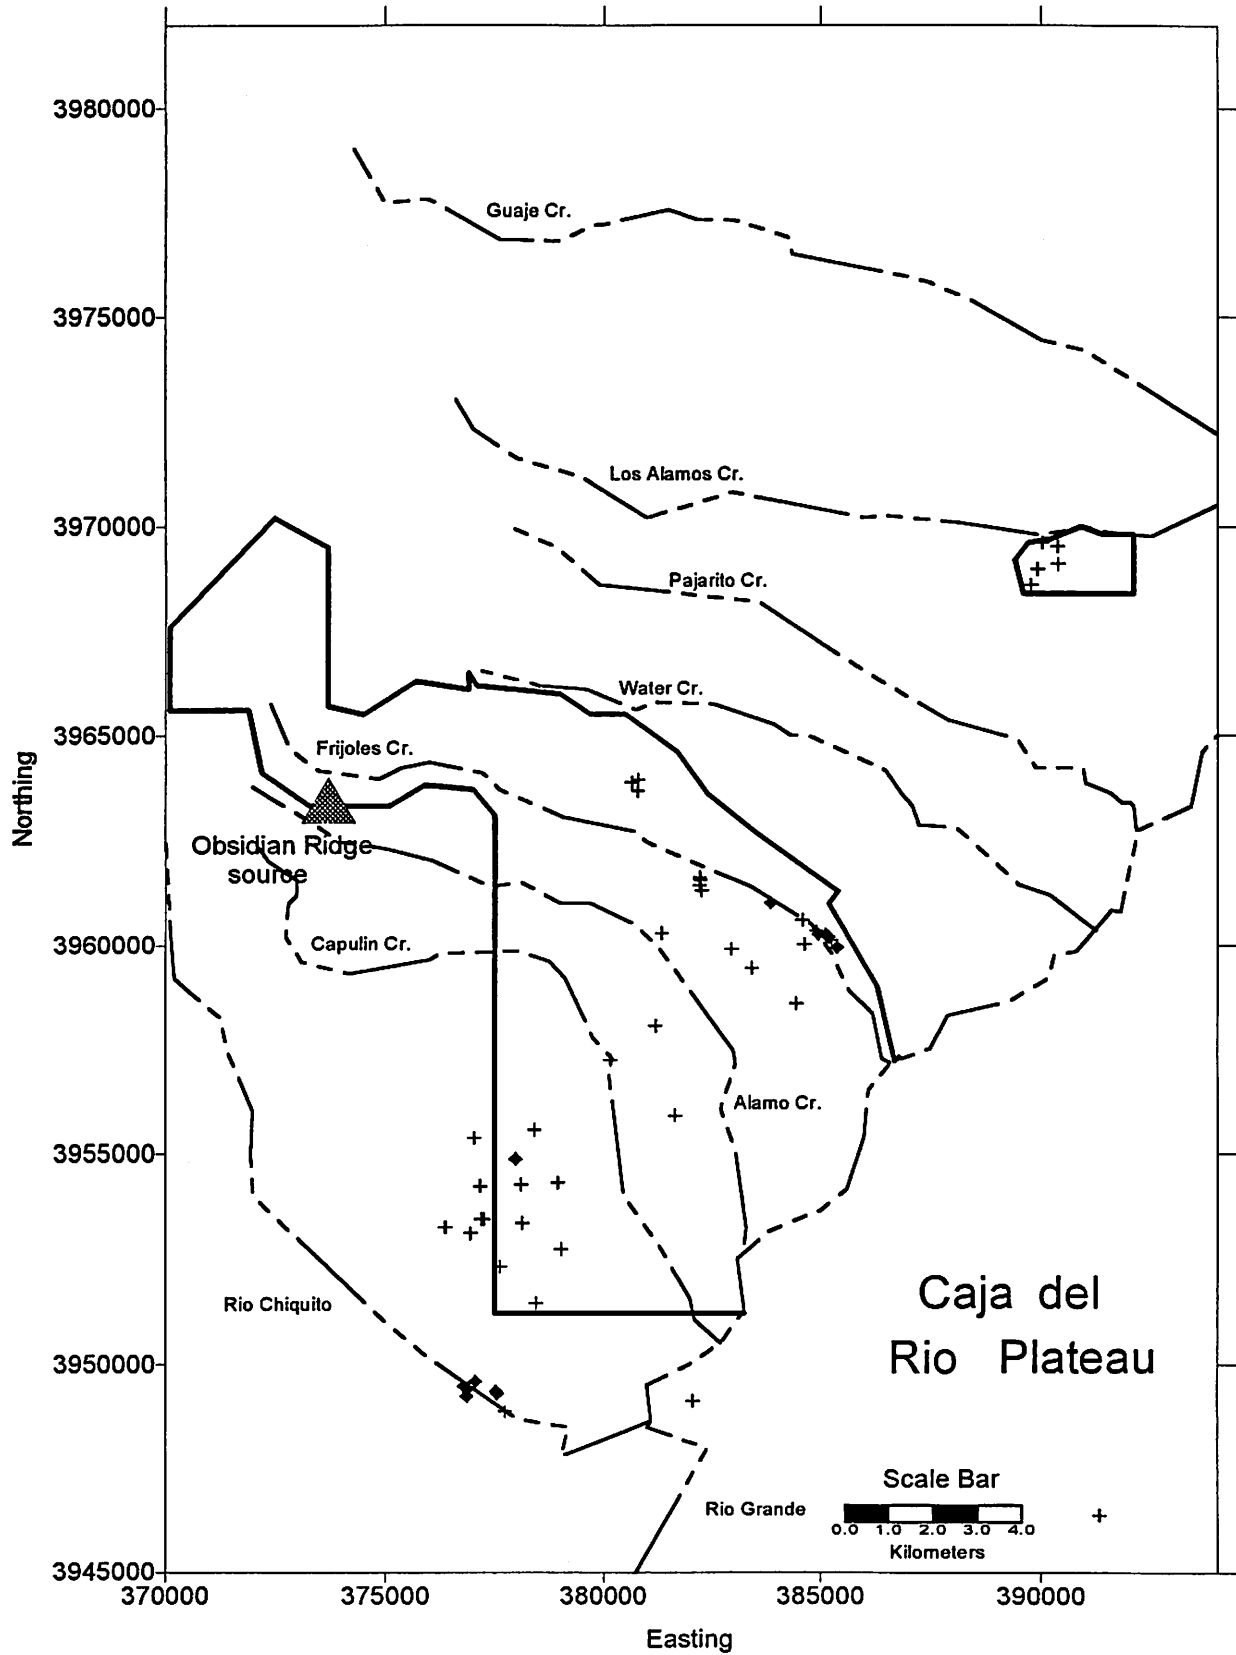 3980000
Guaje Cr.
3975000
Los Alamos Cr.
3970000
Pajarito Cr.
Water Cr.
3965000
Frijoles Cr.
Northing
Obsidian Ridge
source
Capulin Cr.
3960000
Alamo Cr.
3955000
Rio Chiquito
Caja del
Rio Plateau
3950000
Scale Bar
Rio Grande
0.0 1.0 2.0 3.0 4.0
Kilometers
3945000
370000 375000 380000 385000 390000
Easting